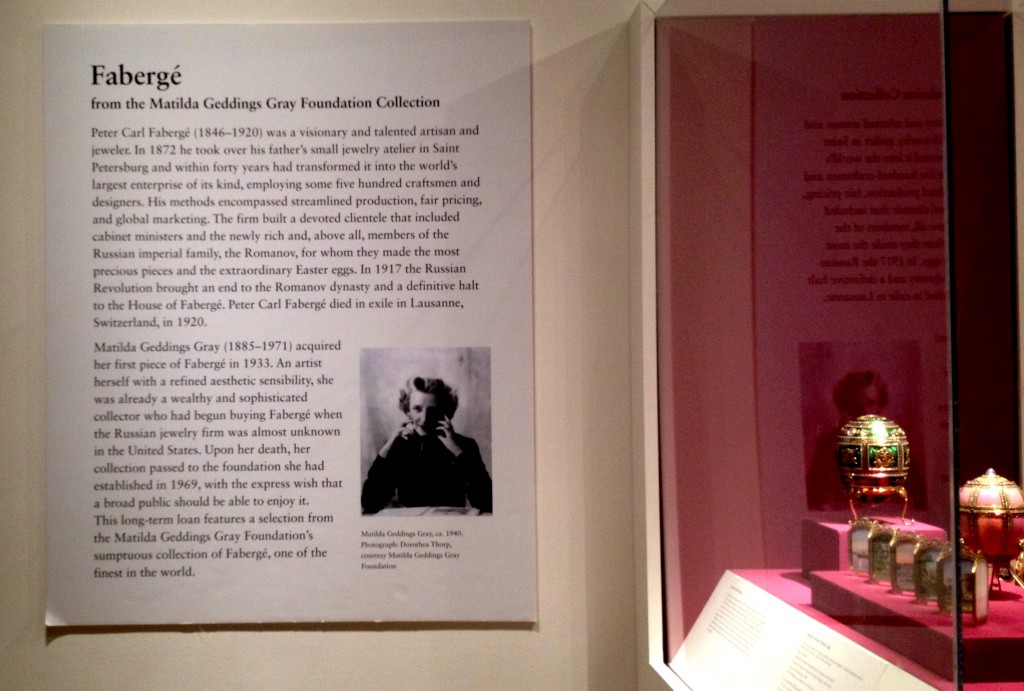 Fabergé
from the Matilda Geddings Gray Foundation Collection
Peter Carl Fabergé (1846–1920) was a visionary and talented artisan and
jeweler. In 1872 he took over his father's small jewelry atelier in Saint
Petersburg and within forty years had transformed it into the world's
largest enterprise of its kind, employing some five hundred craftsmen and
designers. His methods encompassed streamlined production, fair pricing,
and global marketing. The firm built a devoted clientele that included
cabinet ministers and the newly rich and, above all, members of the
Russian imperial family, the Romanov, for whom they made the most
precious pieces and the extraordinary Easter eggs. In 1917 the Russian
Revolution brought an end to the Romanov dynasty and a definitive halt
to the House of Fabergé. Peter Carl Fabergé died in exile in Lausanne,
Switzerland, in 1920.
Matilda Geddings Gray (1885–1971) acquired
her first piece of Fabergé in 1933. An artist
herself with a refined aesthetic sensibility, she
was already a wealthy and sophisticated
collector who had begun buying Fabergé when
the Russian jewelry firm was almost unknown
in the United States. Upon her death, her
collection passed to the foundation she had
established in 1969, with the express wish that
a broad public should be able to enjoy it.
This long-term loan features a selection from
the Matilda Geddings Gray Foundation's
sumptuous collection of Fabergé, one of the
finest in the world.
Matilda Geddings Gray, ca. 1940,
Photograph: Dorothea Thorp,
courtesy Matilda Geddings Gray
Foundation